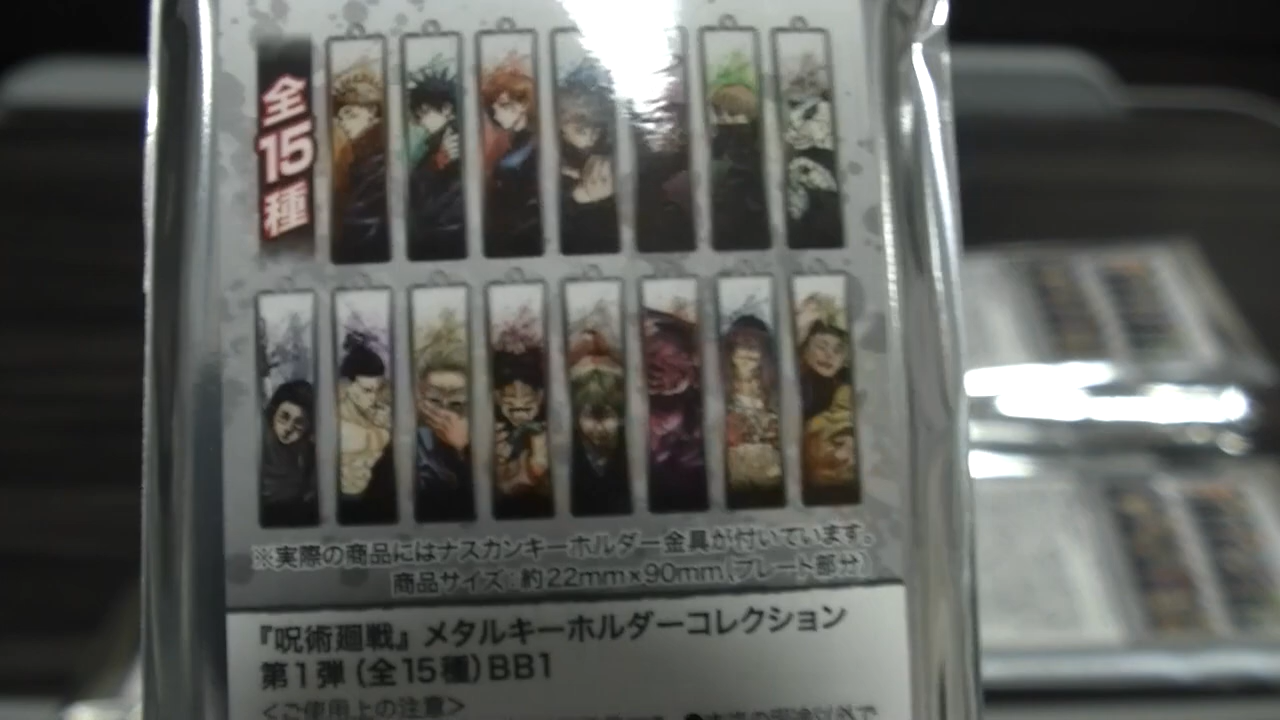 全15種
※実際の商品にはナスカンキーホルダー金具が付いています。
商品サイズ:約22mm×90mm(プレート部分)
『呪術廻戦』メタルキーホルダーコレクション
第1弾(全15種)BB1
<ご使用上の注意>